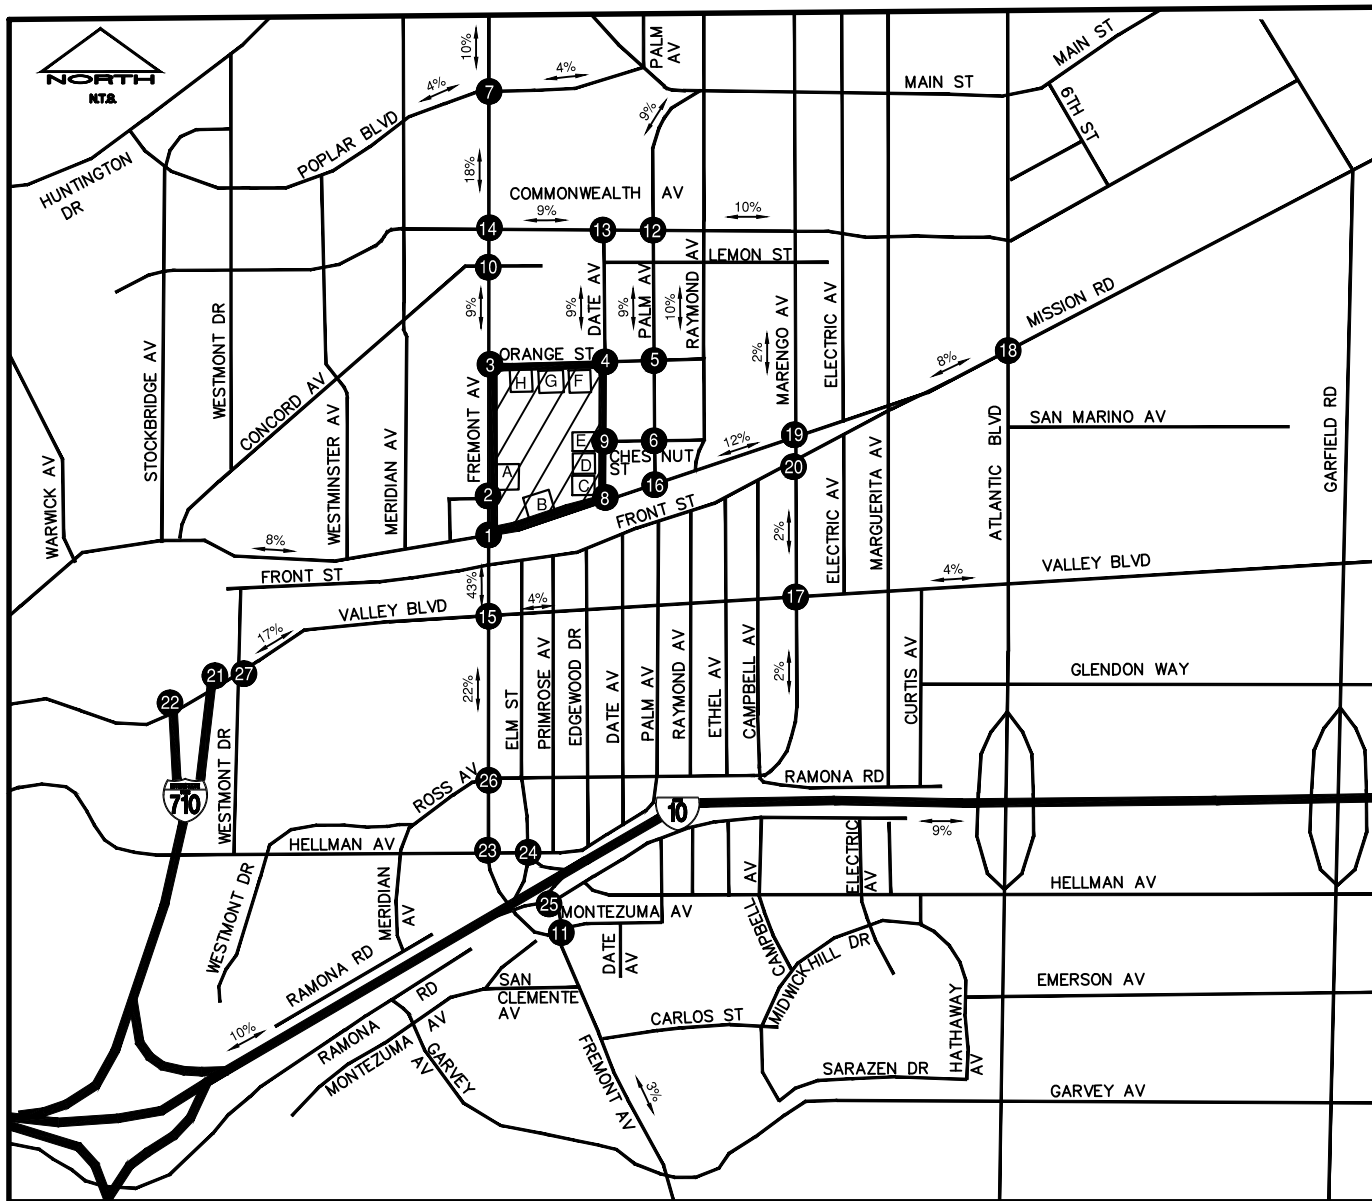 NORTH
N.T.S.
10%
PALM
AV
MAIN ST
MAIN ST
6TH ST
4%
4%
7
9%
POPLAR BLVD
HUNTINGTON
DR
18%
COMMONWEALTH AV
9%
10%
14
13
12
10
LEMON ST
9%
9%
DATE AV
9%
PALM AV
10%
RAYMOND AV
MARENGO AV
2%
ELECTRIC AV
MISSION RD
8%
18
STOCKBRIDGE AV
WESTMONT DR
CONCORD AV
WESTMINSTER AV
MERIDIAN AV
WARWICK AV
FREMONT AV
3
ORANGE ST
4
5
H
G
F
E
D
C
B
A
9
6
CHESTNUT
ST
12%
19
20
16
8
2
1
SAN MARINO AV
ATLANTIC BLVD
GARFIELD RD
FRONT ST
8%
FRONT ST
43%
2%
ELECTRIC AV
MARGUERITA AV
VALLEY BLVD
4%
VALLEY BLVD
4%
15
17
17%
21
27
22
22%
ELM ST
PRIMROSE AV
EDGEWOOD DR
DATE AV
PALM AV
RAYMOND AV
ETHEL AV
CAMPBELL AV
2%
CURTIS AV
GLENDON WAY
WESTMONT DR
710
ROSS AV
26
RAMONA RD
10
9%
HELLMAN AV
23
24
WESTMONT DR
MERIDIAN
AV
25
11
MONTEZUMA AV
DATE
AV
CAMPBELL AV
ELECTRIC
AV
HELLMAN AV
MIDWICKHILL DR
RAMONA RD
10%
RAMONA RD
MONTEZUMA AV
GARVEY
AV
SAN
CLEMENTE
AV
CARLOS ST
FREMONT AV
3%
HATHAWAY
AV
EMERSON AV
SARAZEN DR
GARVEY AV